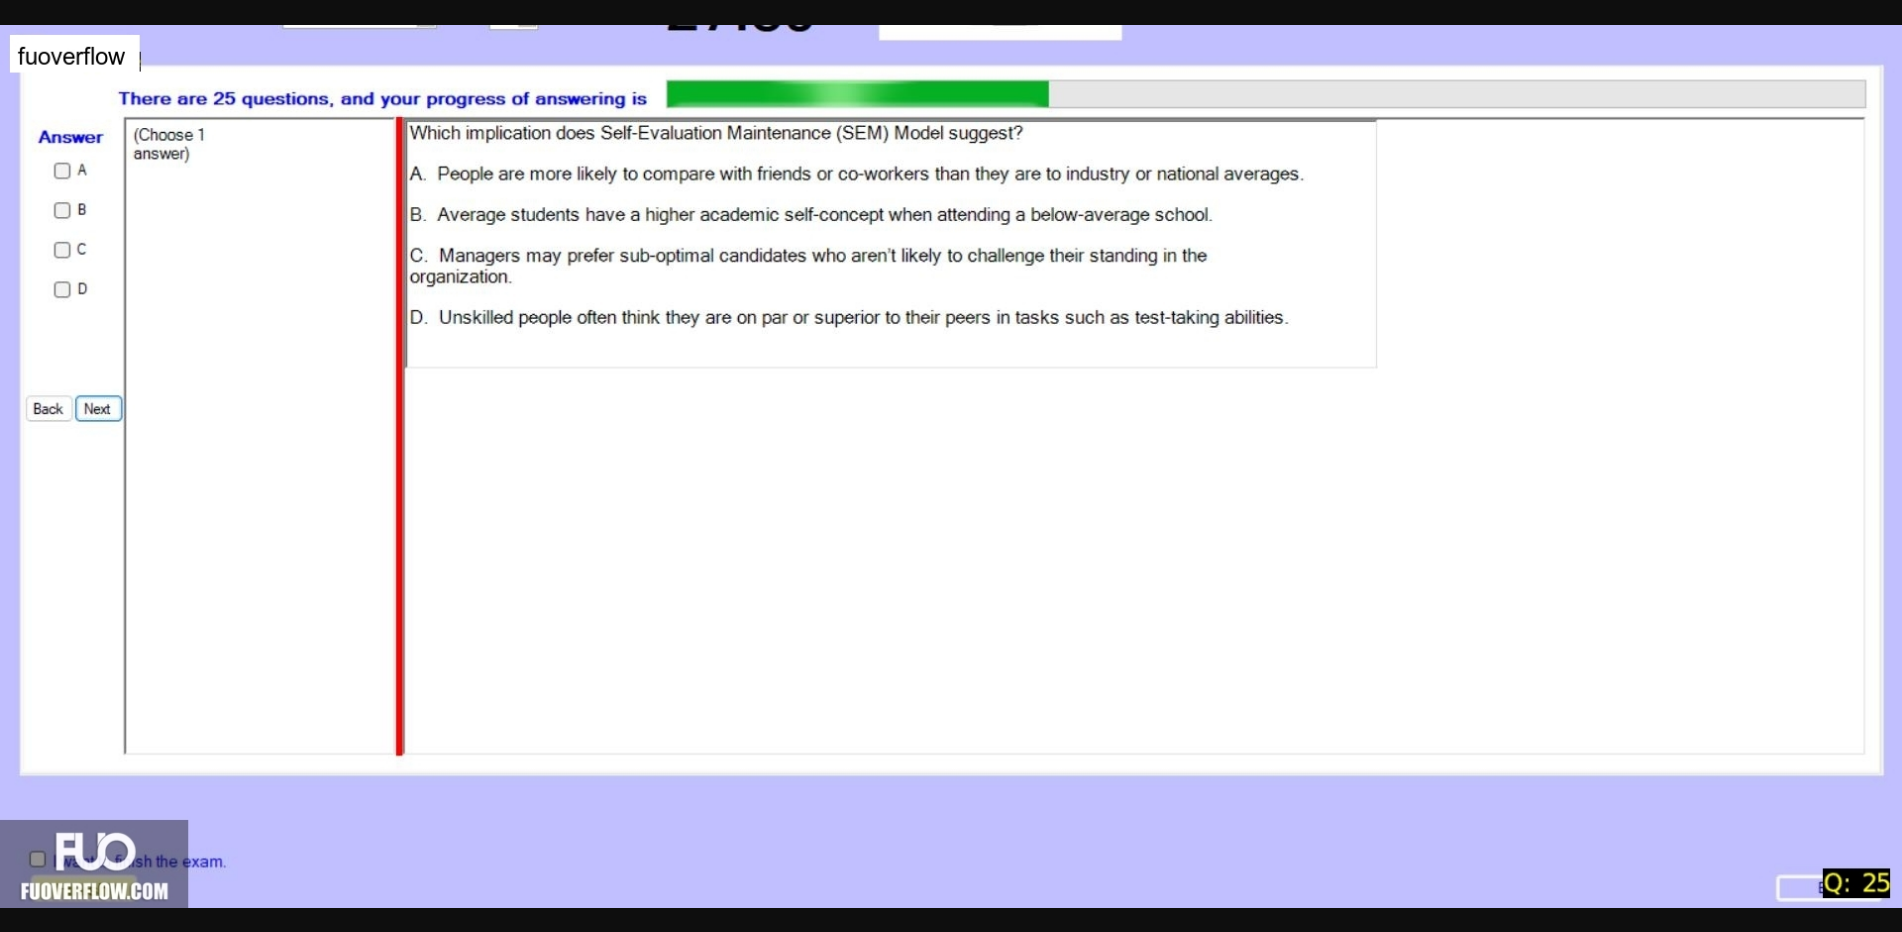 fuoverflow
There are 25 questions, and your progress of answering is
Answer
(Choose 1
answer)
A
B
C
D
Back
Next
Which implication does Self-Evaluation Maintenance (SEM) Model suggest?
A. People are more likely to compare with friends or co-workers than they are to industry or national averages.
B. Average students have a higher academic self-concept when attending a below-average school.
C. Managers may prefer sub-optimal candidates who aren't likely to challenge their standing in the
organization.
D. Unskilled people often think they are on par or superior to their peers in tasks such as test-taking abilities.
the exam.
FUO
FUOVERFLOW.COM
Q: 25